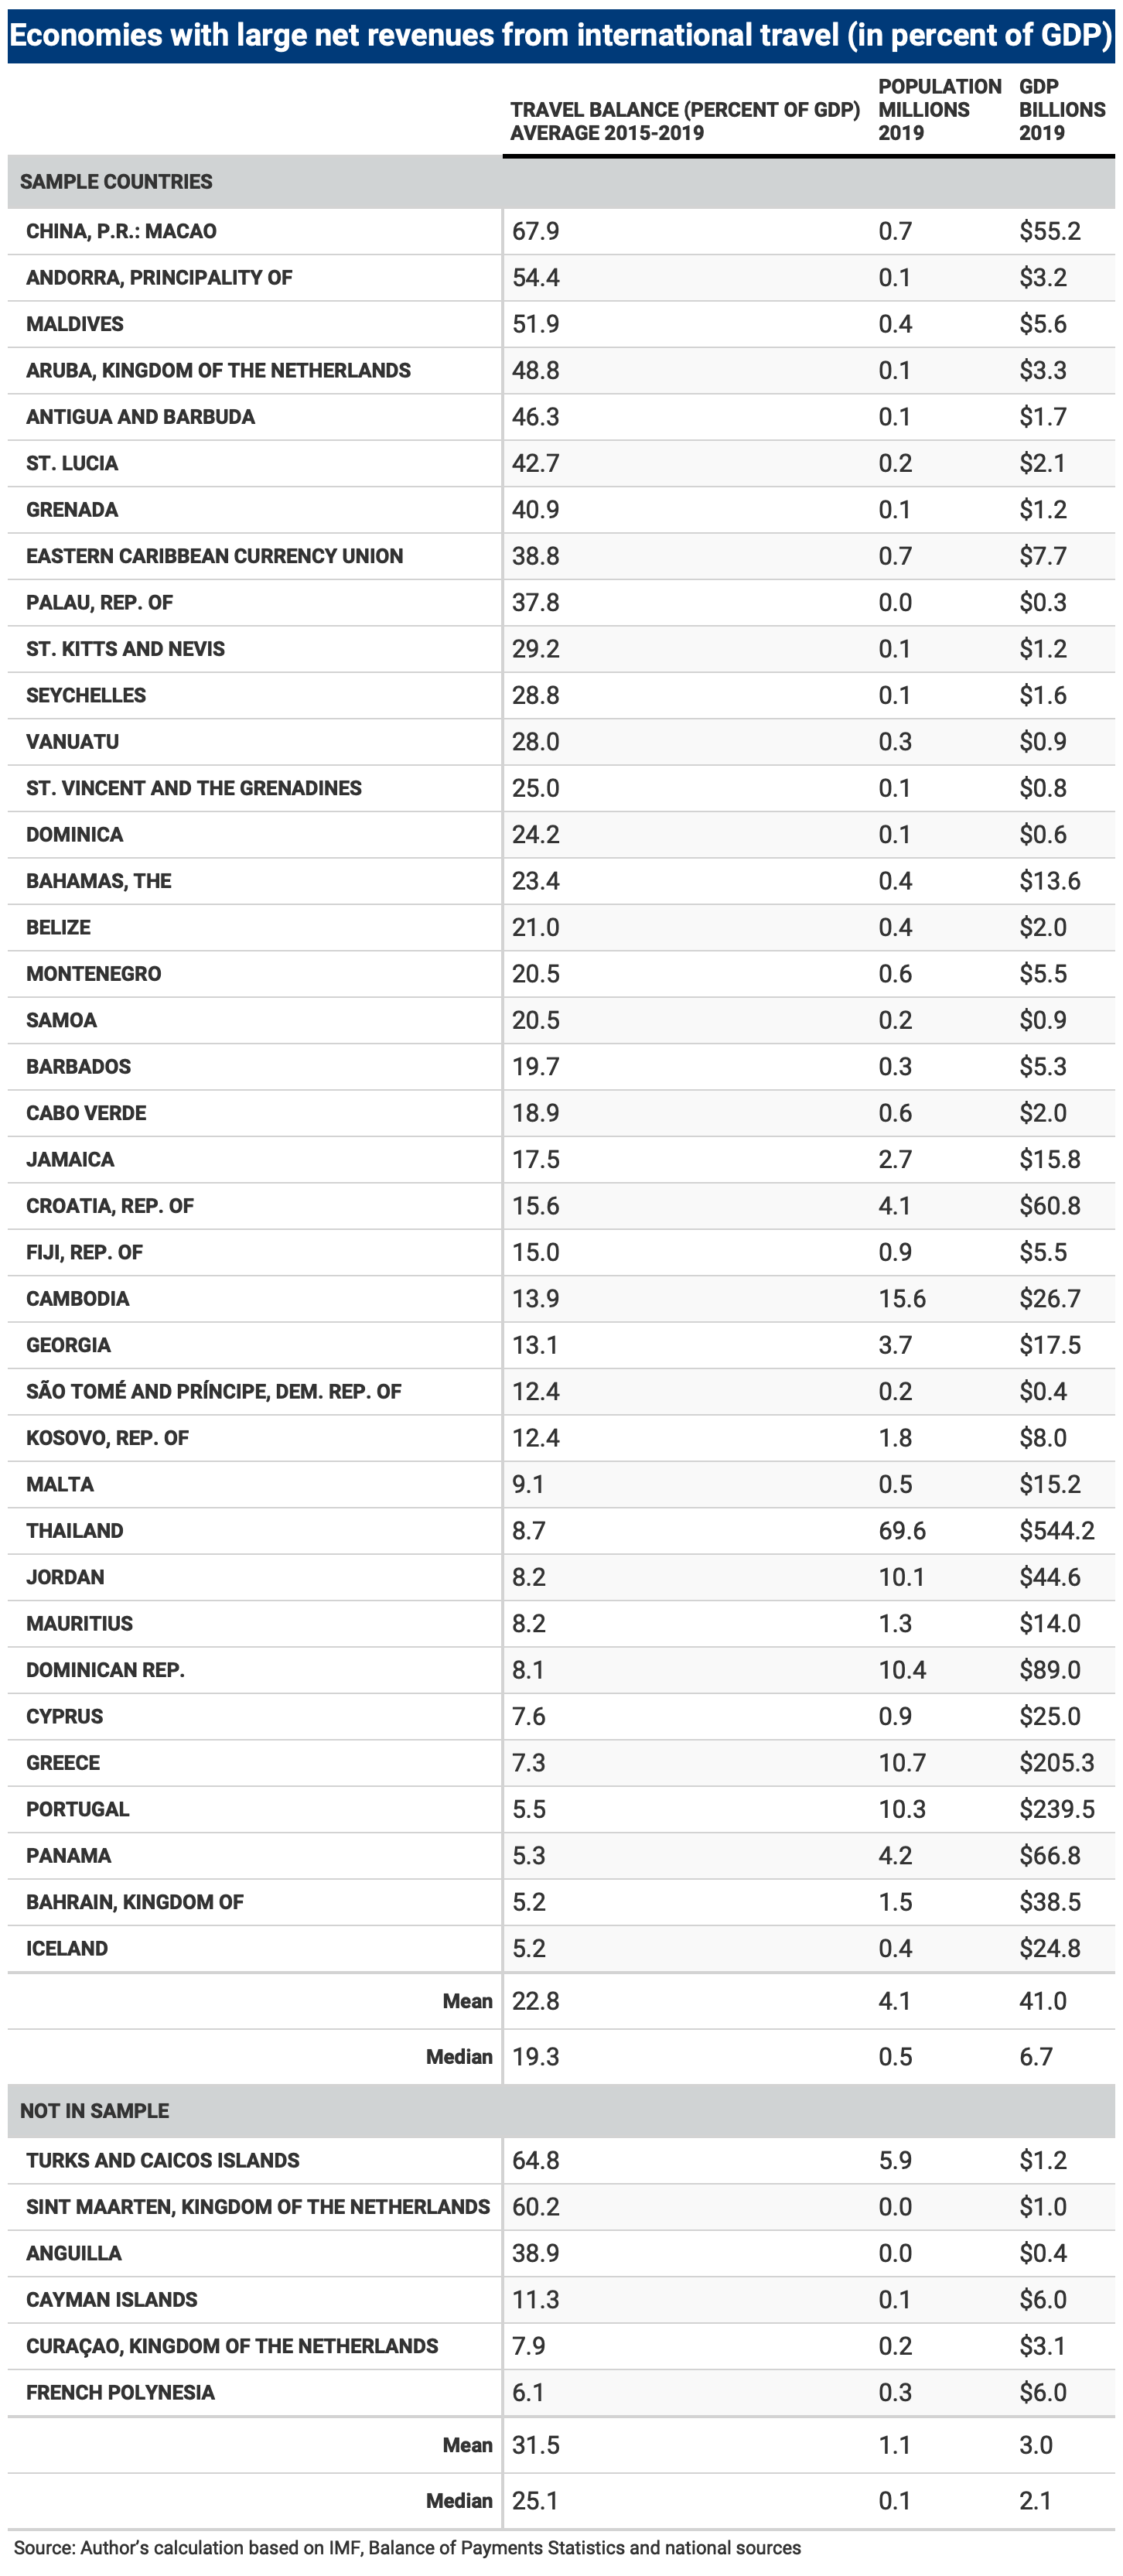 Economies with large net revenues from international travel (in percent of GDP)
TRAVEL BALANCE (PERCENT OF GDP) AVERAGE 2015-2019 POPULATION MILLIONS 2019 GDP BILLIONS 2019
SAMPLE COUNTRIES
CHINA, P.R.: MACAO 67.9 0.7 $55.2
ANDORRA, PRINCIPALITY OF 54.4 0.1 $3.2
MALDIVES 51.9 0.4 $5.6
ARUBA, KINGDOM OF THE NETHERLANDS 48.8 0.1 $3.3
ANTIGUA AND BARBUDA 46.3 0.1 $1.7
ST. LUCIA 42.7 0.2 $2.1
GRENADA 40.9 0.1 $1.2
EASTERN CARIBBEAN CURRENCY UNION 38.8 0.7 $7.7
PALAU, REP. OF 37.8 0.0 $0.3
ST. KITTS AND NEVIS 29.2 0.1 $1.2
SEYCHELLES 28.8 0.1 $1.6
VANUATU 28.0 0.3 $0.9
ST. VINCENT AND THE GRENADINES 25.0 0.1 $0.8
DOMINICA 24.2 0.1 $0.6
BAHAMAS, THE 23.4 0.4 $13.6
BELIZE 21.0 0.4 $2.0
MONTENEGRO 20.5 0.6 $5.5
SAMOA 20.5 0.2 $0.9
BARBADOS 19.7 0.3 $5.3
CABO VERDE 18.9 0.6 $2.0
JAMAICA 17.5 2.7 $15.8
CROATIA, REP. OF 15.6 4.1 $60.8
FIJI, REP. OF 15.0 0.9 $5.5
CAMBODIA 13.9 15.6 $26.7
GEORGIA 13.1 3.7 $17.5
SÃO TOMÉ AND PRÍNCIPE, DEM. REP. OF 12.4 0.2 $0.4
KOSOVO, REP. OF 12.4 1.8 $8.0
MALTA 9.1 0.5 $15.2
THAILAND 8.7 69.6 $544.2
JORDAN 8.2 10.1 $44.6
MAURITIUS 8.2 1.3 $14.0
DOMINICAN REP. 8.1 10.4 $89.0
CYPRUS 7.6 0.9 $25.0
GREECE 7.3 10.7 $205.3
PORTUGAL 5.5 10.3 $239.5
PANAMA 5.3 4.2 $66.8
BAHRAIN, KINGDOM OF 5.2 1.5 $38.5
ICELAND 5.2 0.4 $24.8
Mean 22.8 4.1 41.0
Median 19.3 0.5 6.7
NOT IN SAMPLE
TURKS AND CAICOS ISLANDS 64.8 5.9 $1.2
SINT MAARTEN, KINGDOM OF THE NETHERLANDS 60.2 0.0 $1.0
ANGUILLA 38.9 0.0 $0.4
CAYMAN ISLANDS 11.3 0.1 $6.0
CURAÇAO, KINGDOM OF THE NETHERLANDS 7.9 0.2 $3.1
FRENCH POLYNESIA 6.1 0.3 $6.0
Mean 31.5 1.1 3.0
Median 25.1 0.1 2.1
Source: Author's calculation based on IMF, Balance of Payments Statistics and national sources